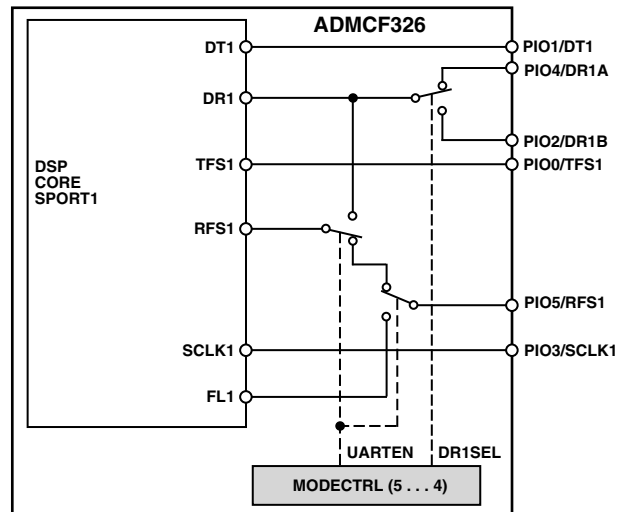 ADMCF326
DT1
PIO1/DT1
PIO4/DR1A
DR1
PIO2/DR1B
DSP
CORE
SPORT1
TFS1
PIO0/TFS1
RFS1
PIO5/RFS1
SCLK1
PIO3/SCLK1
FL1
UARTEN
DR1SEL
MODECTRL (5 . . . 4)